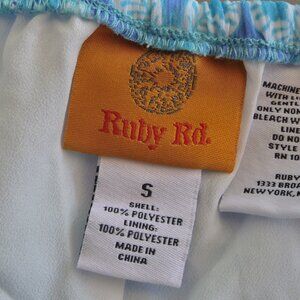 Ruby Rd.
S
SHELL:
100% POLYESTER
LINING:
100% POLYESTER
MADE IN
CHINA
MACHINE
WITH
GENT
ONLY NON
BLEACH W
LINE
DO NO
STYLE
RN 10
RUBY
1333 BROA
NEW YORK, N